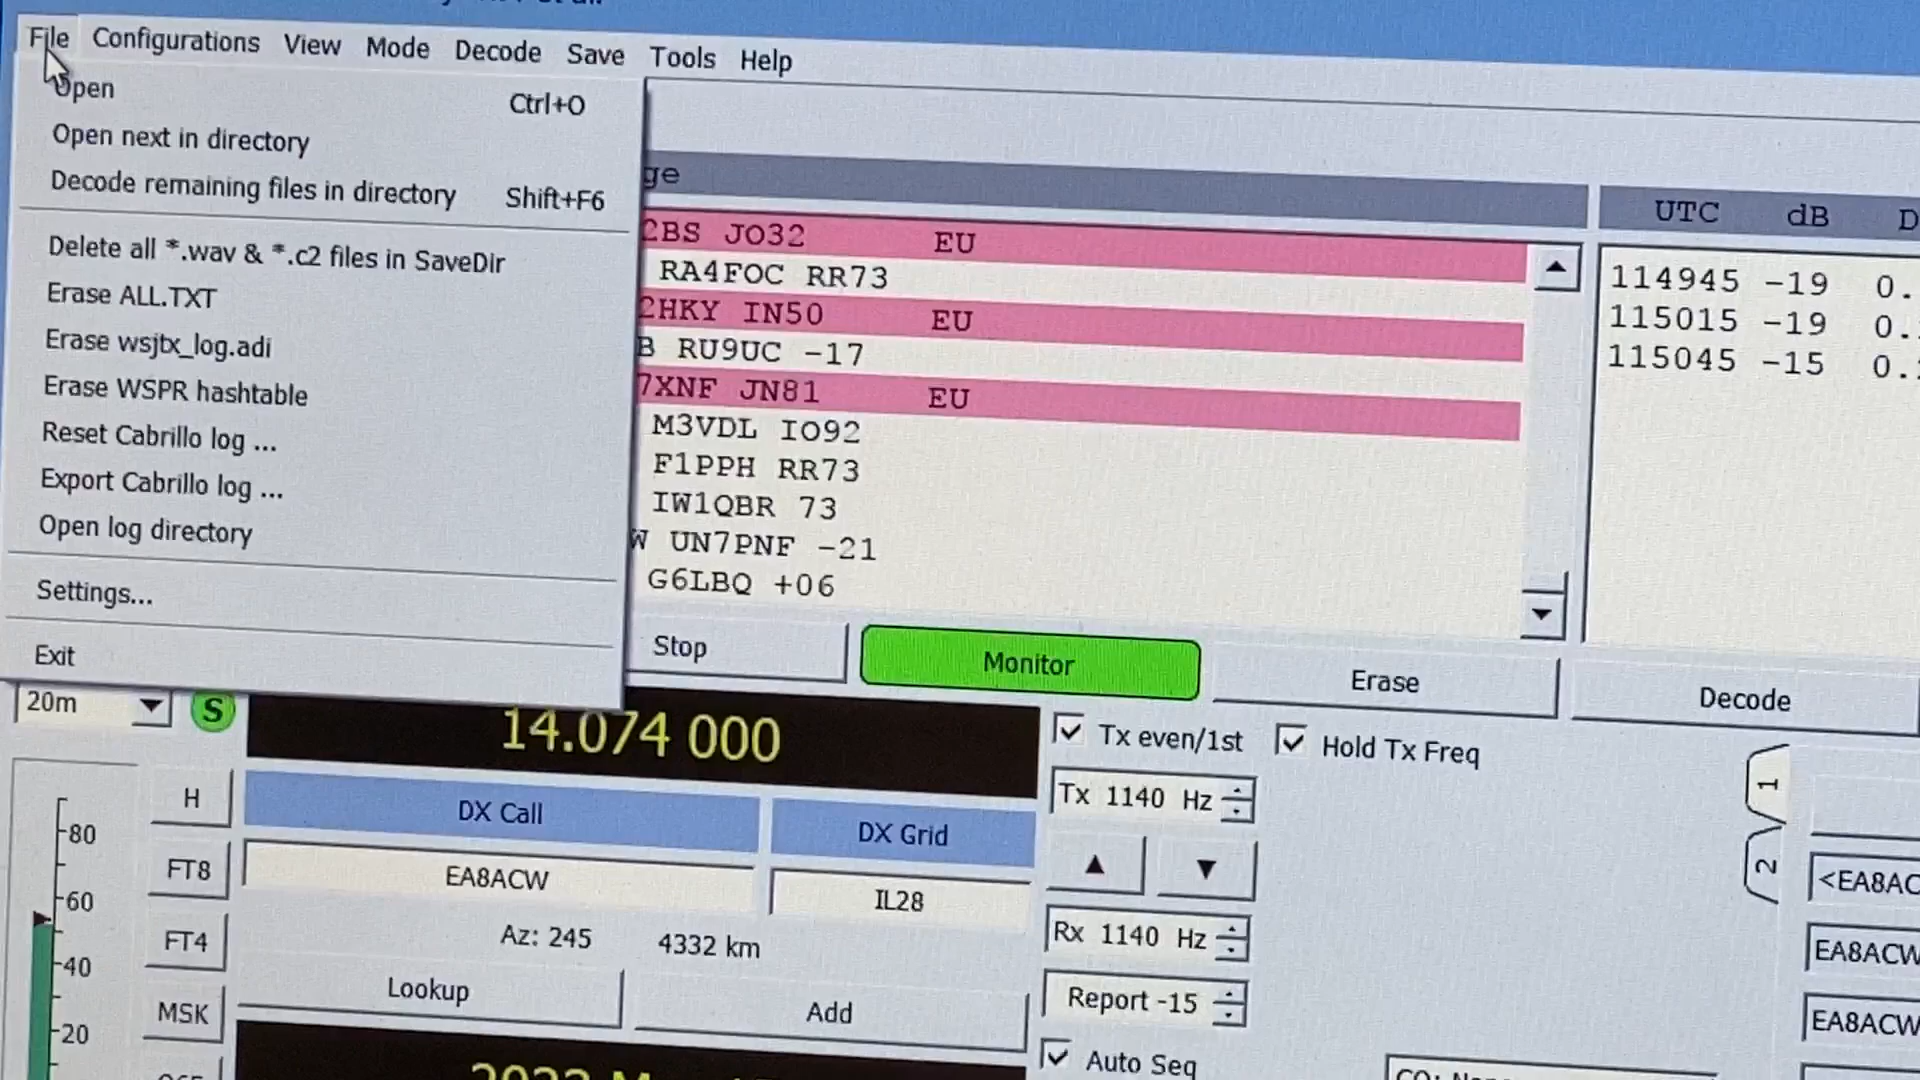 File Configurations View Mode Decode Save Tools Help
Open Ctrl+O
Open next in directory
Decode remaining files in directory Shift+F6
Delete all *.wav & *.c2 files in SaveDir
Erase ALL.TXT
Erase wsjtx_log.adi
Erase WSPR hashtable
Reset Cabrillo log ...
Export Cabrillo log ...
Open log directory
Settings...
Exit
ge
2BS JO32 EU
RA4FOC RR73
2HKY IN50 EU
B RU9UC -17
7XNF JN81 EU
M3VDL IO92
F1PPH RR73
IW1QBR 73
W UN7PNF -21
G6LBQ +06
UTC dB D
114945 -19 0.
115015 -19 0.
115045 -15 0.
Stop Monitor Erase Decode
20m S 14.074 000
Tx even/1st Hold Tx Freq
Tx 1140 Hz
▲ ▼
Rx 1140 Hz
Report -15
Auto Seq
DX Call DX Grid
EA8ACW IL28
Az: 245 4332 km
Lookup Add
H
FT8
FT4
MSK
80
60
40
20
1
2
<EA8AC
EA8ACW
EA8ACW